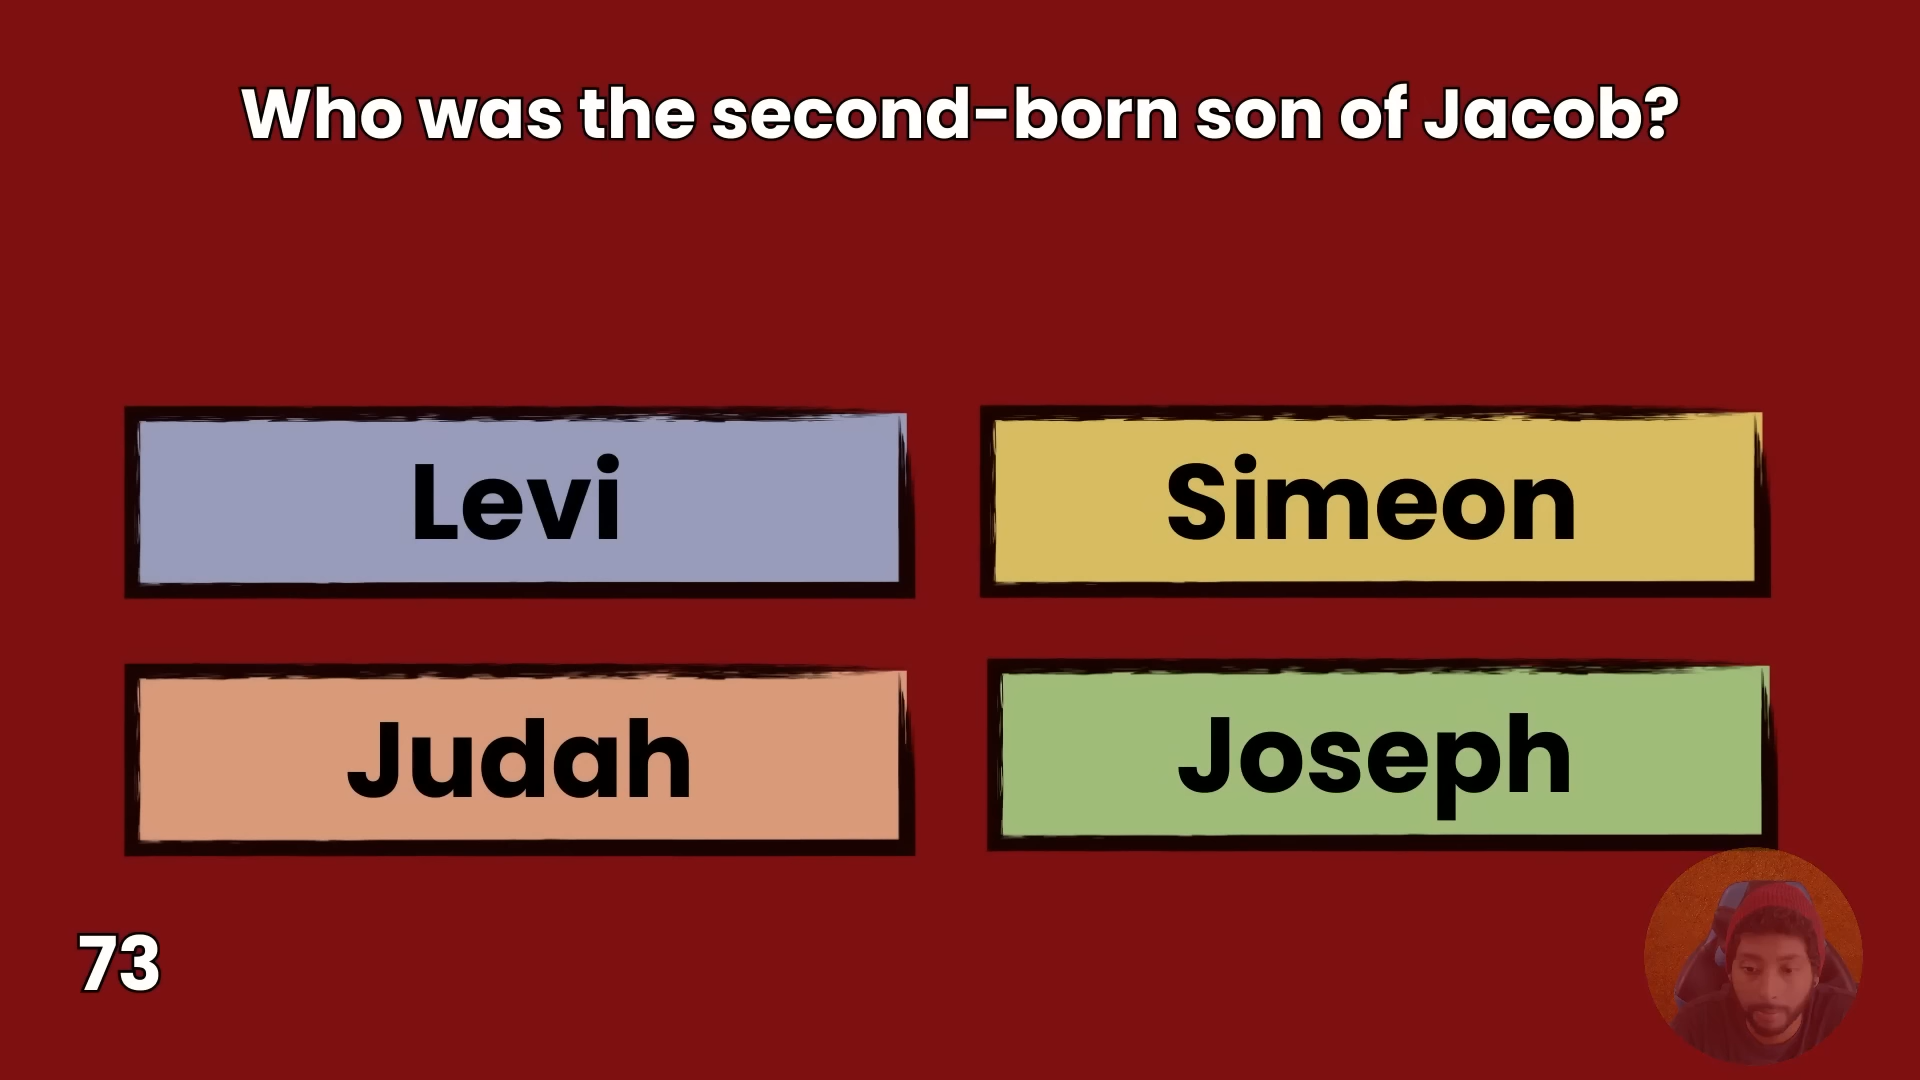 Who was the second-born son of Jacob?
Levi
Simeon
Judah
Joseph
73